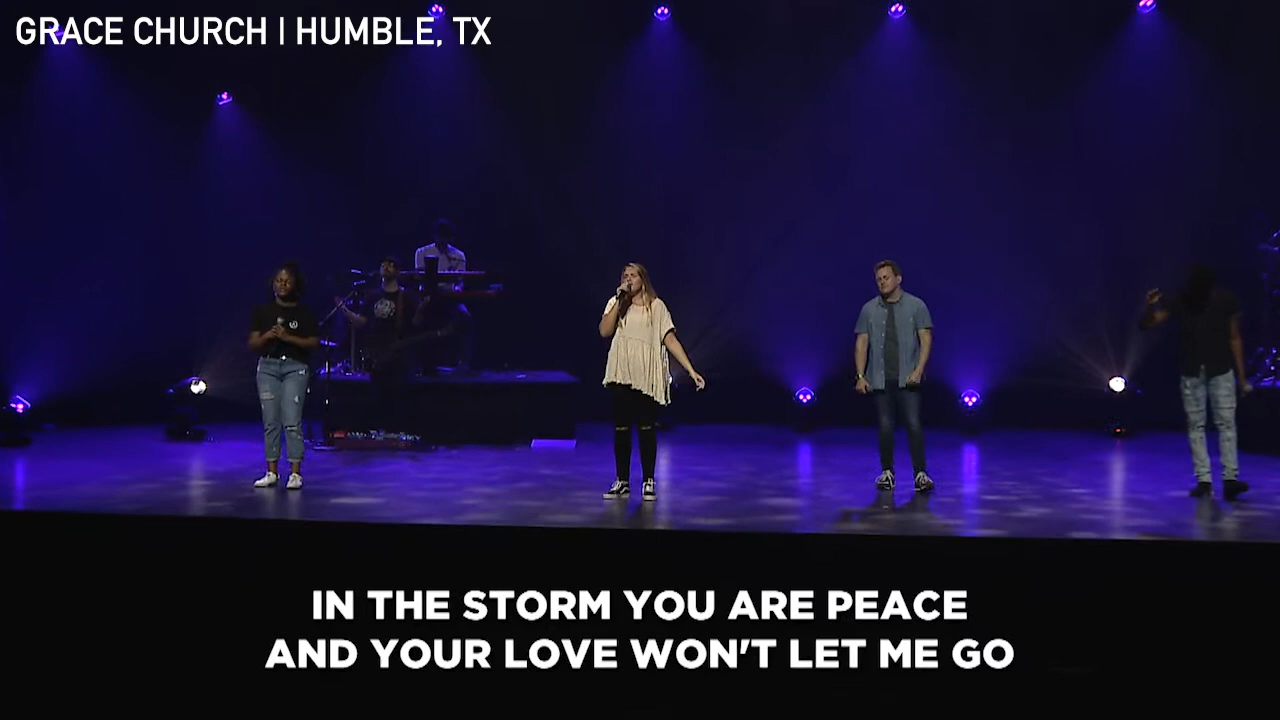 GRACE CHURCH | HUMBLE, TX
IN THE STORM YOU ARE PEACE
AND YOUR LOVE WON'T LET ME GO